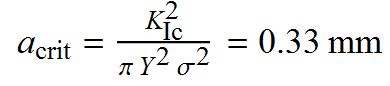 a_crit = K_Ic^2 / (π Y^2 σ^2) = 0.33 mm